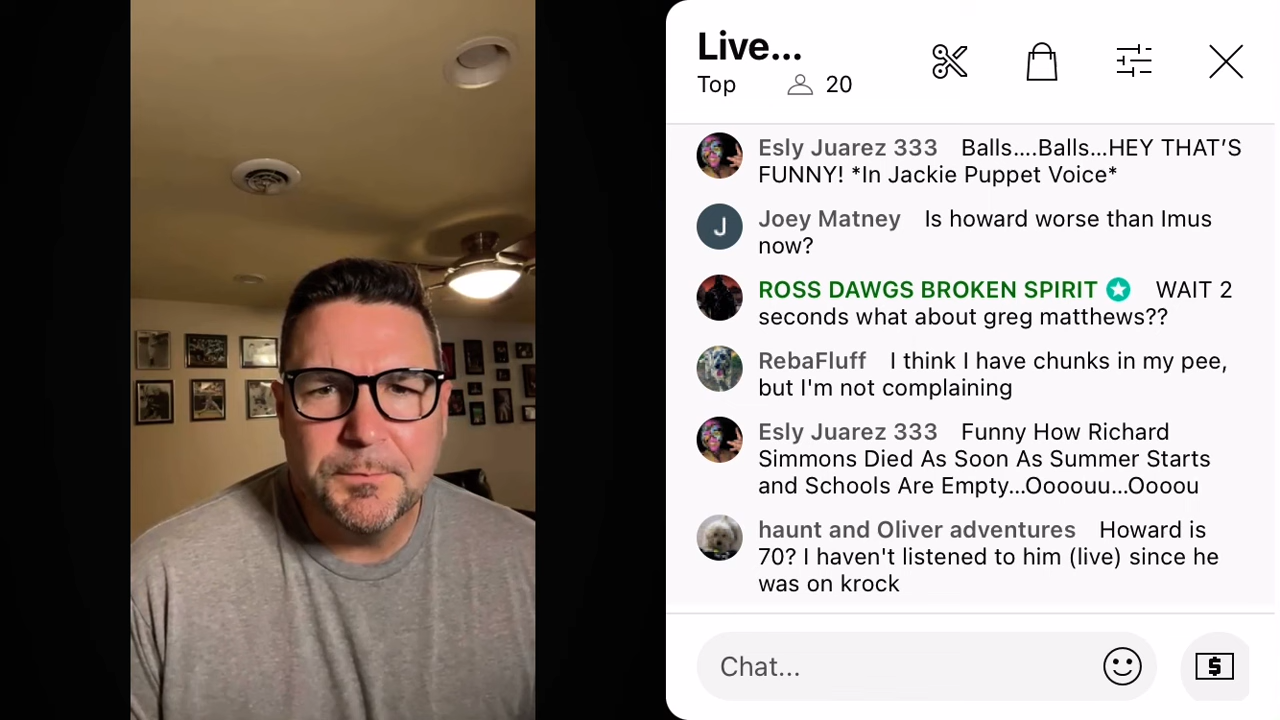 Live...
Top 20
Esly Juarez 333 Balls....Balls...HEY THAT'S
FUNNY! *In Jackie Puppet Voice*
J Joey Matney Is howard worse than Imus
now?
ROSS DAWGS BROKEN SPIRIT WAIT 2
seconds what about greg matthews??
RebaFluff I think I have chunks in my pee,
but I'm not complaining
Esly Juarez 333 Funny How Richard
Simmons Died As Soon As Summer Starts
and Schools Are Empty...Oooouu...Oooou
haunt and Oliver adventures Howard is
70? I haven't listened to him (live) since he
was on krock
Chat... $